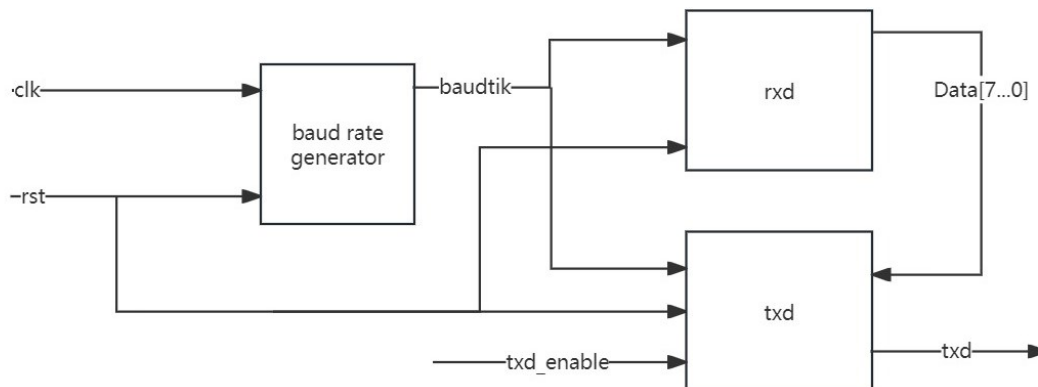 clk
baudtik
rxd
Data[7...0]
baud rate
generator
rst
txd
txd_enable
txd